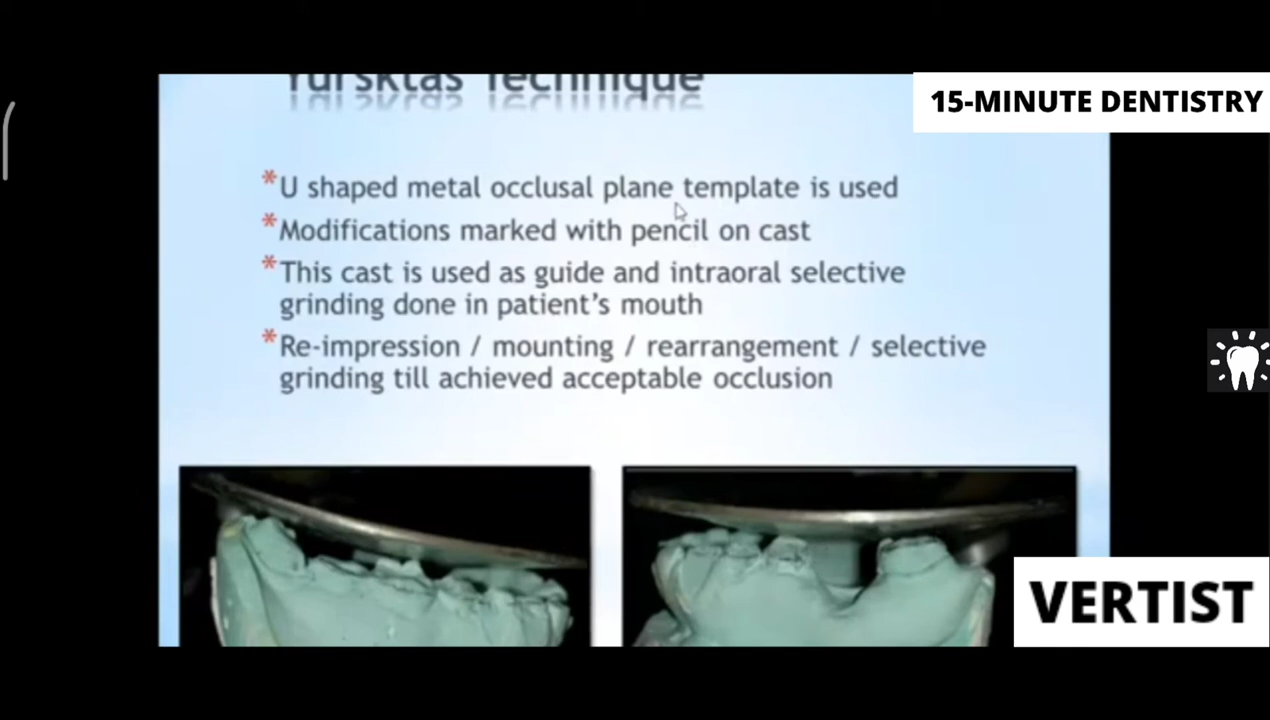 Yursktas Technique
15-MINUTE DENTISTRY
*U shaped metal occlusal plane template is used
*Modifications marked with pencil on cast
*This cast is used as guide and intraoral selective
grinding done in patient’s mouth
*Re-impression / mounting / rearrangement / selective
grinding till achieved acceptable occlusion
VERTIST